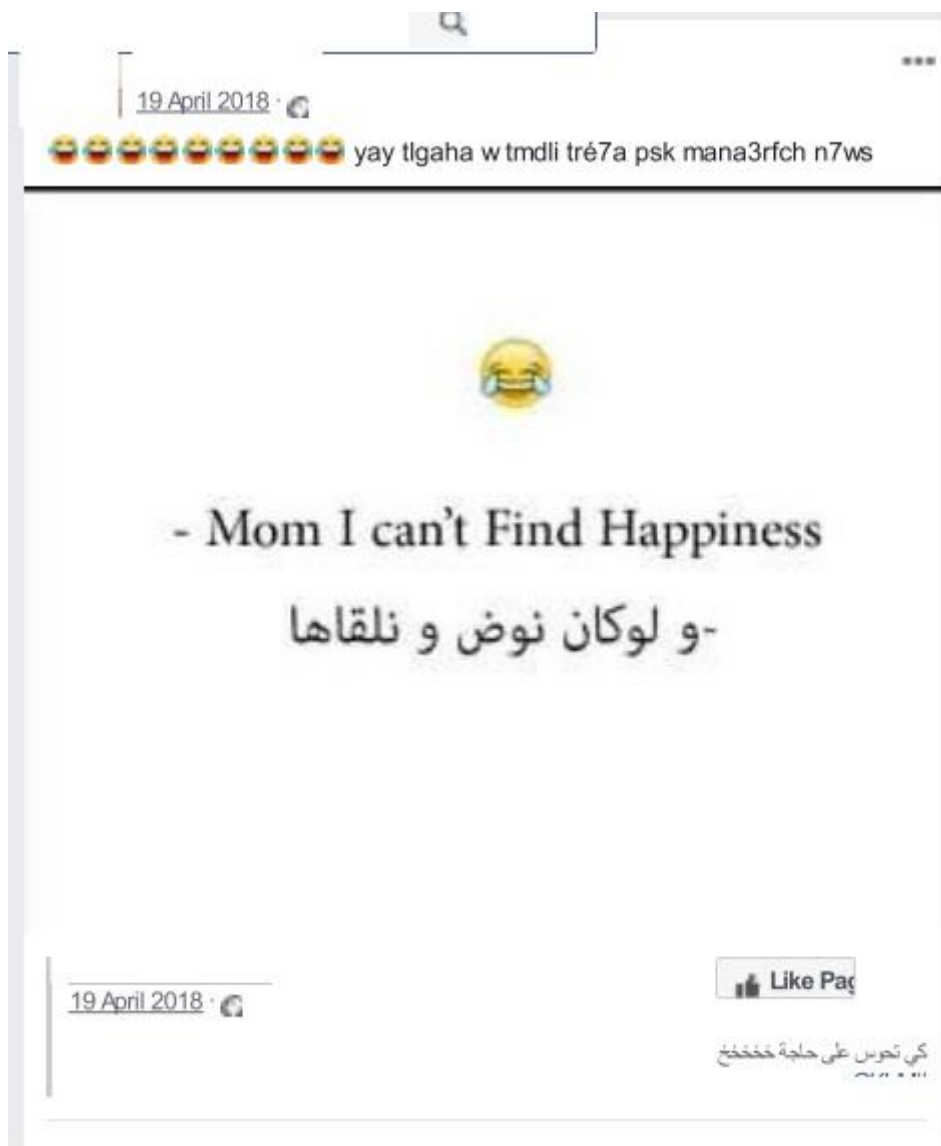 19 April 2018 ·
😂😂😂😂😂😂😂😂😂 yay tlgaha w tmdli tré7a psk mana3rfch n7ws
😂
- Mom I can't Find Happiness
-و لوكان نوض و نلقاها
19 April 2018 ·
Like Pag
كي تحوس على حاجة خخخخخ